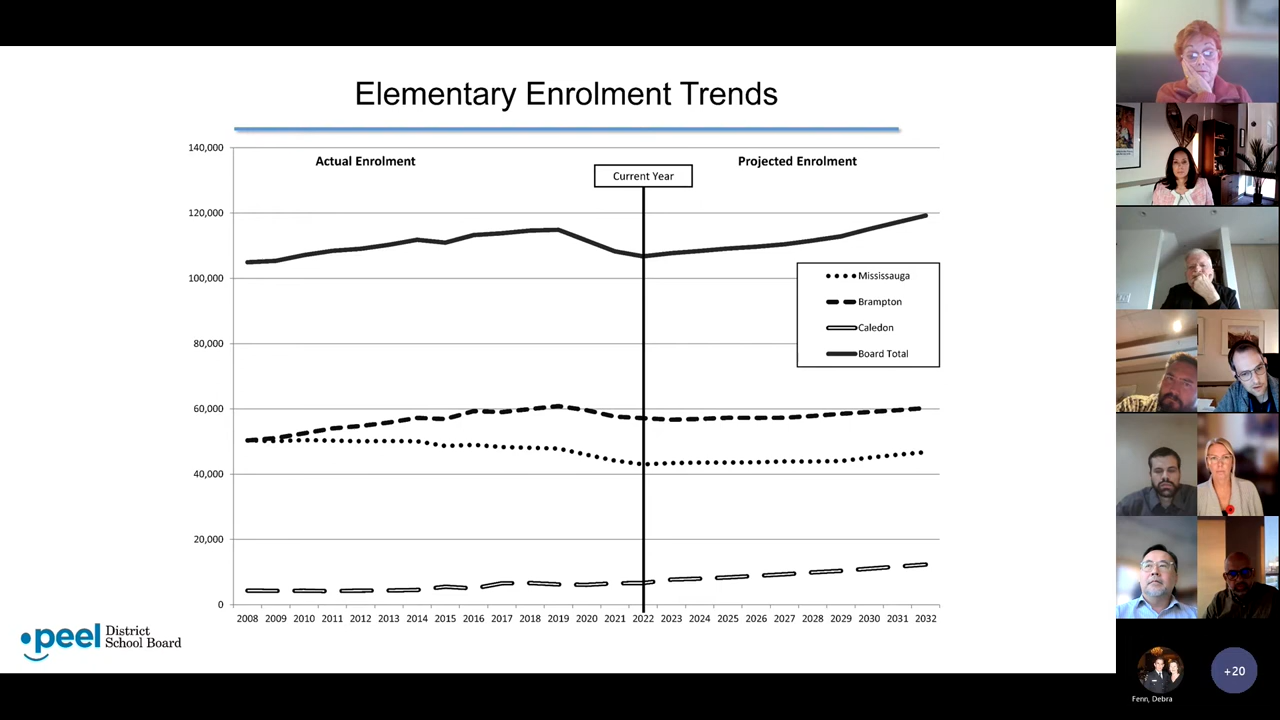 Elementary Enrolment Trends
Actual Enrolment
Projected Enrolment
Current Year
140,000
120,000
100,000
80,000
60,000
40,000
20,000
0
Mississauga
Brampton
Caledon
Board Total
2008 2009 2010 2011 2012 2013 2014 2015 2016 2017 2018 2019 2020 2021 2022 2023 2024 2025 2026 2027 2028 2029 2030 2031 2032
peel District
School Board
Fenn, Debra
+20